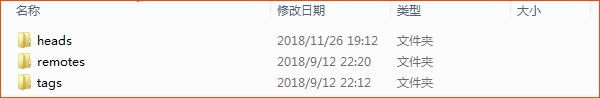 名称 修改日期 类型 大小
heads 2018/11/26 19:12 文件夹
remotes 2018/9/12 22:20 文件夹
tags 2018/9/12 22:12 文件夹